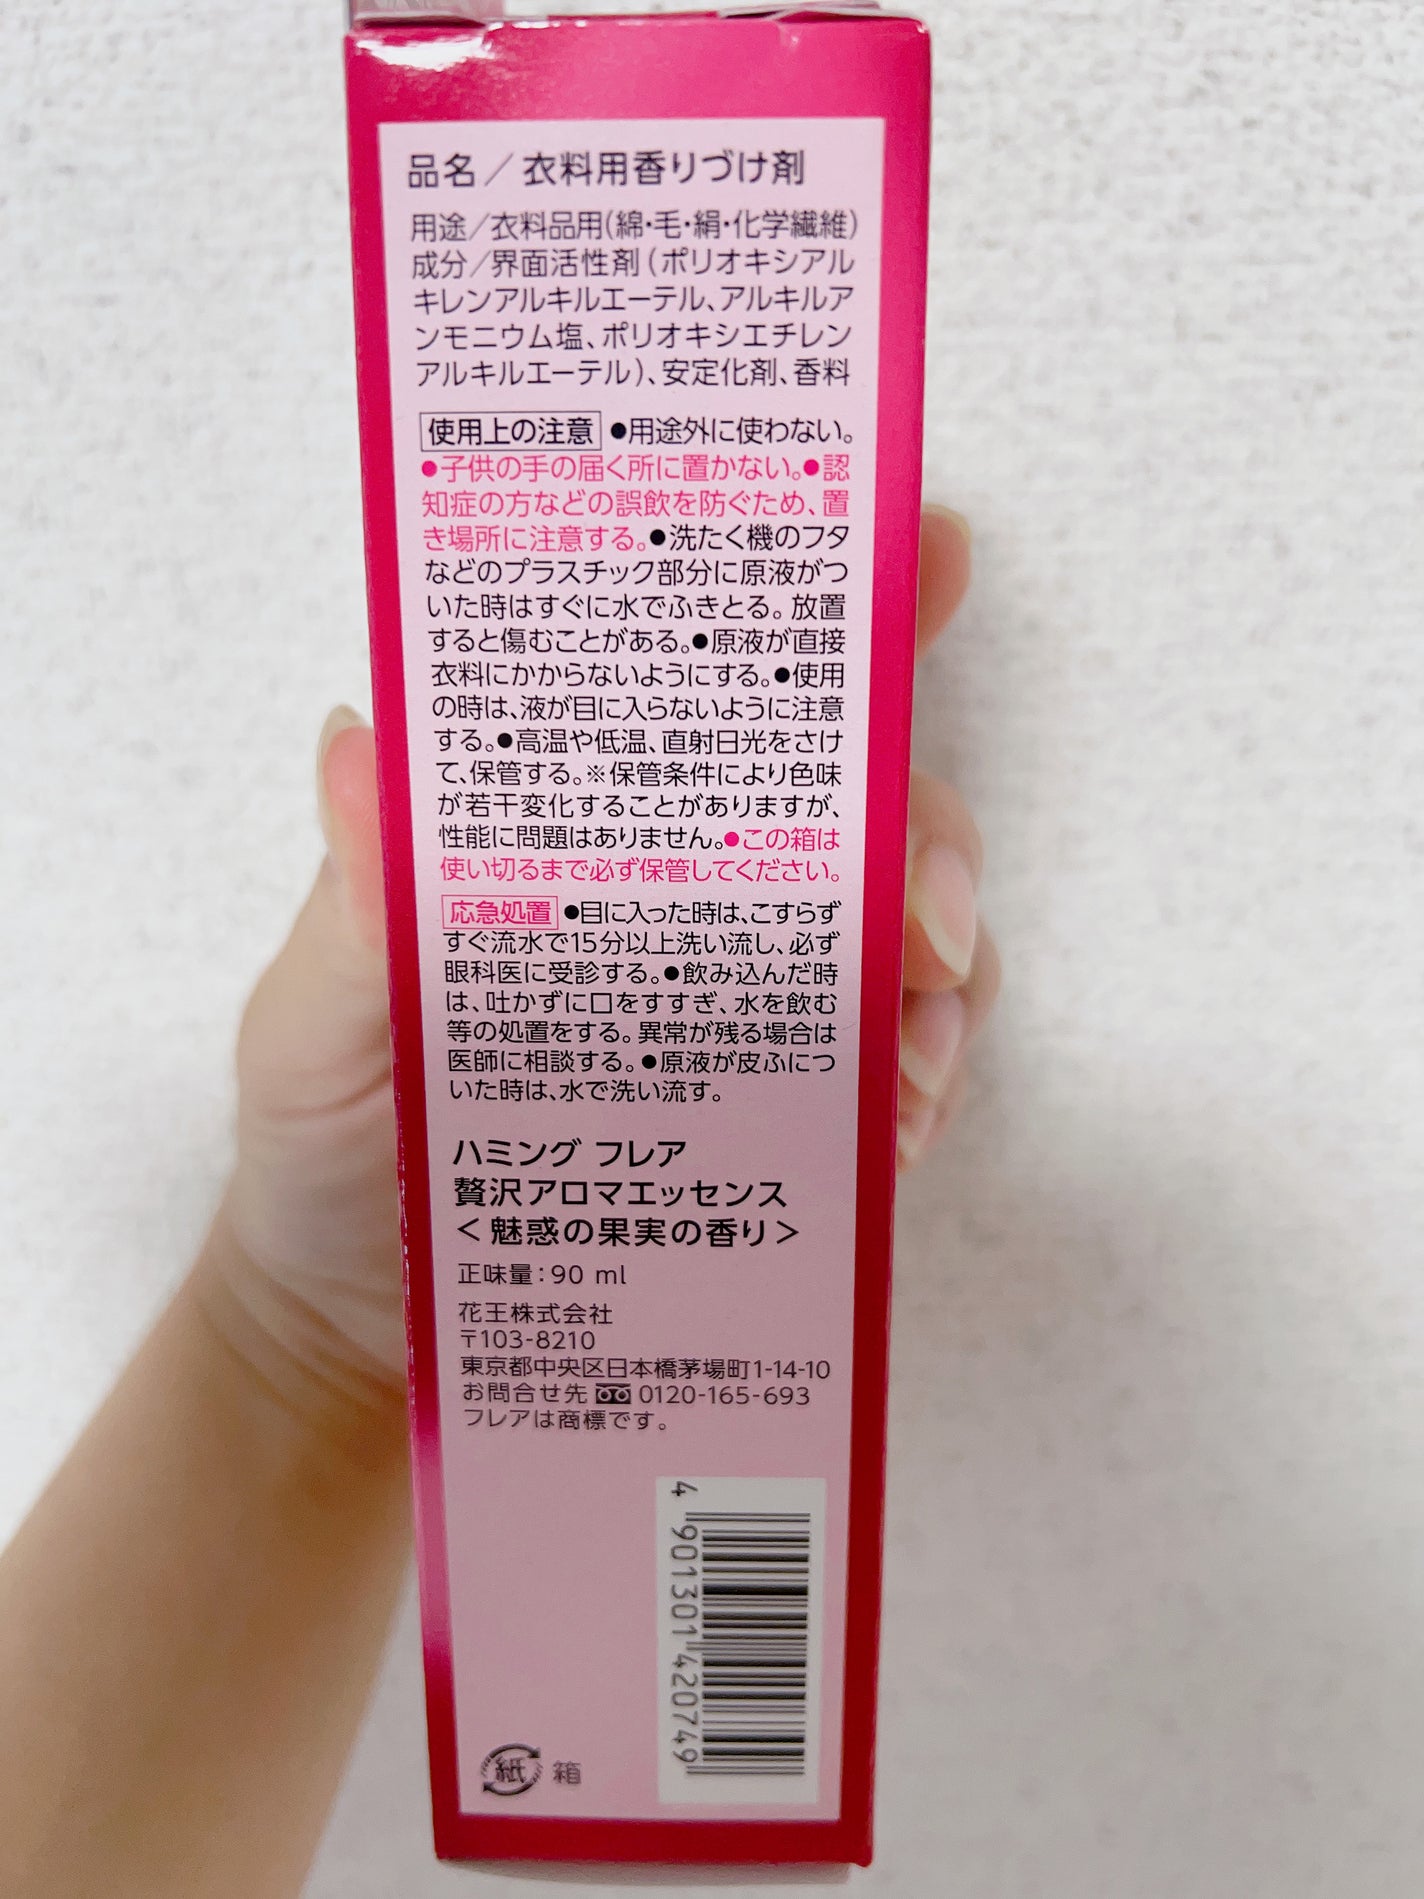 品名／衣料用香りづけ剤
用途／衣料品用(綿・毛・絹・化学繊維)
成分／界面活性剤(ポリオキシアル
キレンアルキルエーテル、アルキルア
ンモニウム塩、ポリオキシエチレン
アルキルエーテル)、安定化剤、香料
使用上の注意 ●用途外に使わない。
●子供の手の届く所に置かない。●認
知症の方などの誤飲を防ぐため、置
き場所に注意する。●洗たく機のフタ
などのプラスチック部分に原液がつ
いた時はすぐに水でふきとる。放置
すると傷むことがある。●原液が直接
衣料にかからないようにする。●使用
の時は、液が目に入らないように注意
する。●高温や低温、直射日光をさけ
て、保管する。※保管条件により色味
が若干変化することがありますが、
性能に問題はありません。●この箱は
使い切るまで必ず保管してください。
応急処置 ●目に入った時は、こすらず
すぐ流水で15分以上洗い流し、必ず
眼科医に受診する。●飲み込んだ時
は、吐かずに口をすすぎ、水を飲む
等の処置をする。異常が残る場合は
医師に相談する。●原液が皮ふにつ
いた時は、水で洗い流す。
ハミング フレア
贅沢アロマエッセンス
＜魅惑の果実の香り＞
正味量：90 ml
花王株式会社
〒103-8210
東京都中央区日本橋茅場町1-14-10
お問合せ先 0120-165-693
フレアは商標です。
4 901301 420749
紙 箱